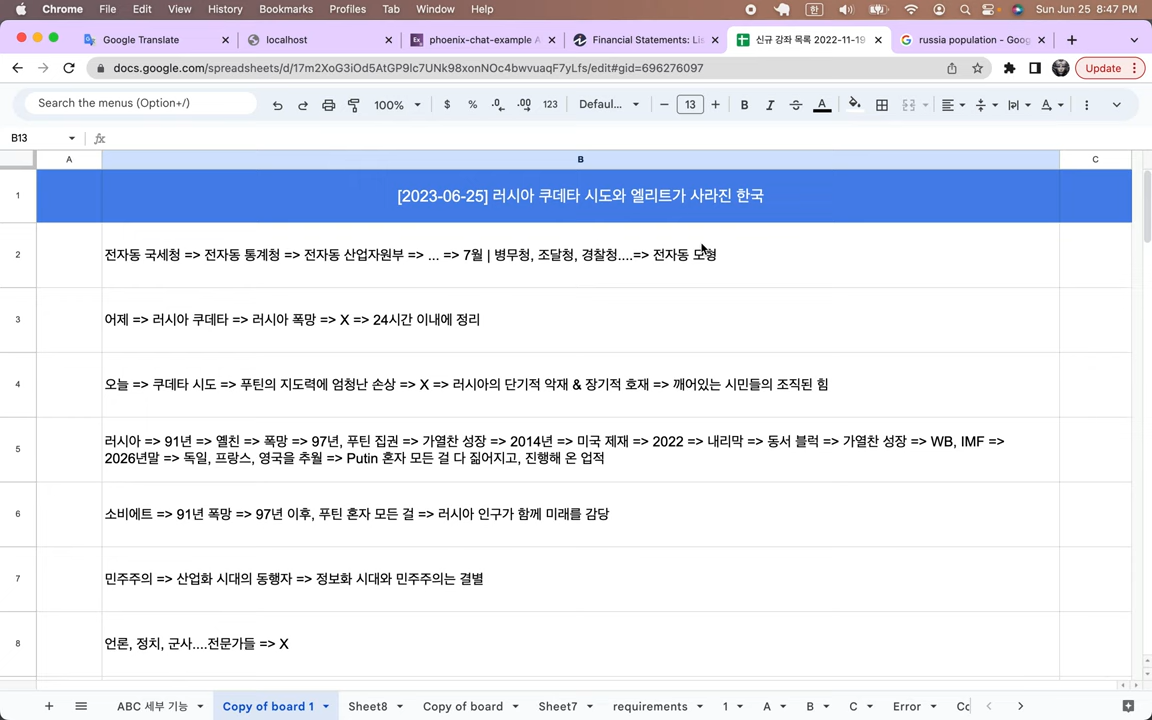 Chrome File Edit View History Bookmarks Profiles Tab Window Help 한 Sun Jun 25 8:47 PM
Google Translate localhost phoenix-chat-example A Financial Statements: Lis 신규 강좌 목록 2022-11-19 russia population - Goog
docs.google.com/spreadsheets/d/17m2XoG3iOd5AtGP9lc7UNk98xonNOc4bwvuaqF7yLfs/edit#gid=696276097 Update
Search the menus (Option+/) 100% $ % .0 .00 123 Defaul... 13 B I S A
B13 fx
A B C
1 [2023-06-25] 러시아 쿠데타 시도와 엘리트가 사라진 한국
2 전자동 국세청 => 전자동 통계청 => 전자동 산업자원부 => ... => 7월 | 병무청, 조달청, 경찰청....=> 전자동 모형
3 어제 => 러시아 쿠데타 => 러시아 폭망 => X => 24시간 이내에 정리
4 오늘 => 쿠데타 시도 => 푸틴의 지도력에 엄청난 손상 => X => 러시아의 단기적 악재 & 장기적 호재 => 깨어있는 시민들의 조직된 힘
5 러시아 => 91년 => 옐친 => 폭망 => 97년, 푸틴 집권 => 가열찬 성장 => 2014년 => 미국 제재 => 2022 => 내리막 => 동서 블럭 => 가열찬 성장 => WB, IMF =>
2026년말 => 독일, 프랑스, 영국을 추월 => Putin 혼자 모든 걸 다 짊어지고, 진행해 온 업적
6 소비에트 => 91년 폭망 => 97년 이후, 푸틴 혼자 모든 걸 => 러시아 인구가 함께 미래를 감당
7 민주주의 => 산업화 시대의 동행자 => 정보화 시대와 민주주의는 결별
8 언론, 정치, 군사....전문가들 => X
ABC 세부 기능 Copy of board 1 Sheet8 Copy of board Sheet7 requirements 1 A B C Error Co